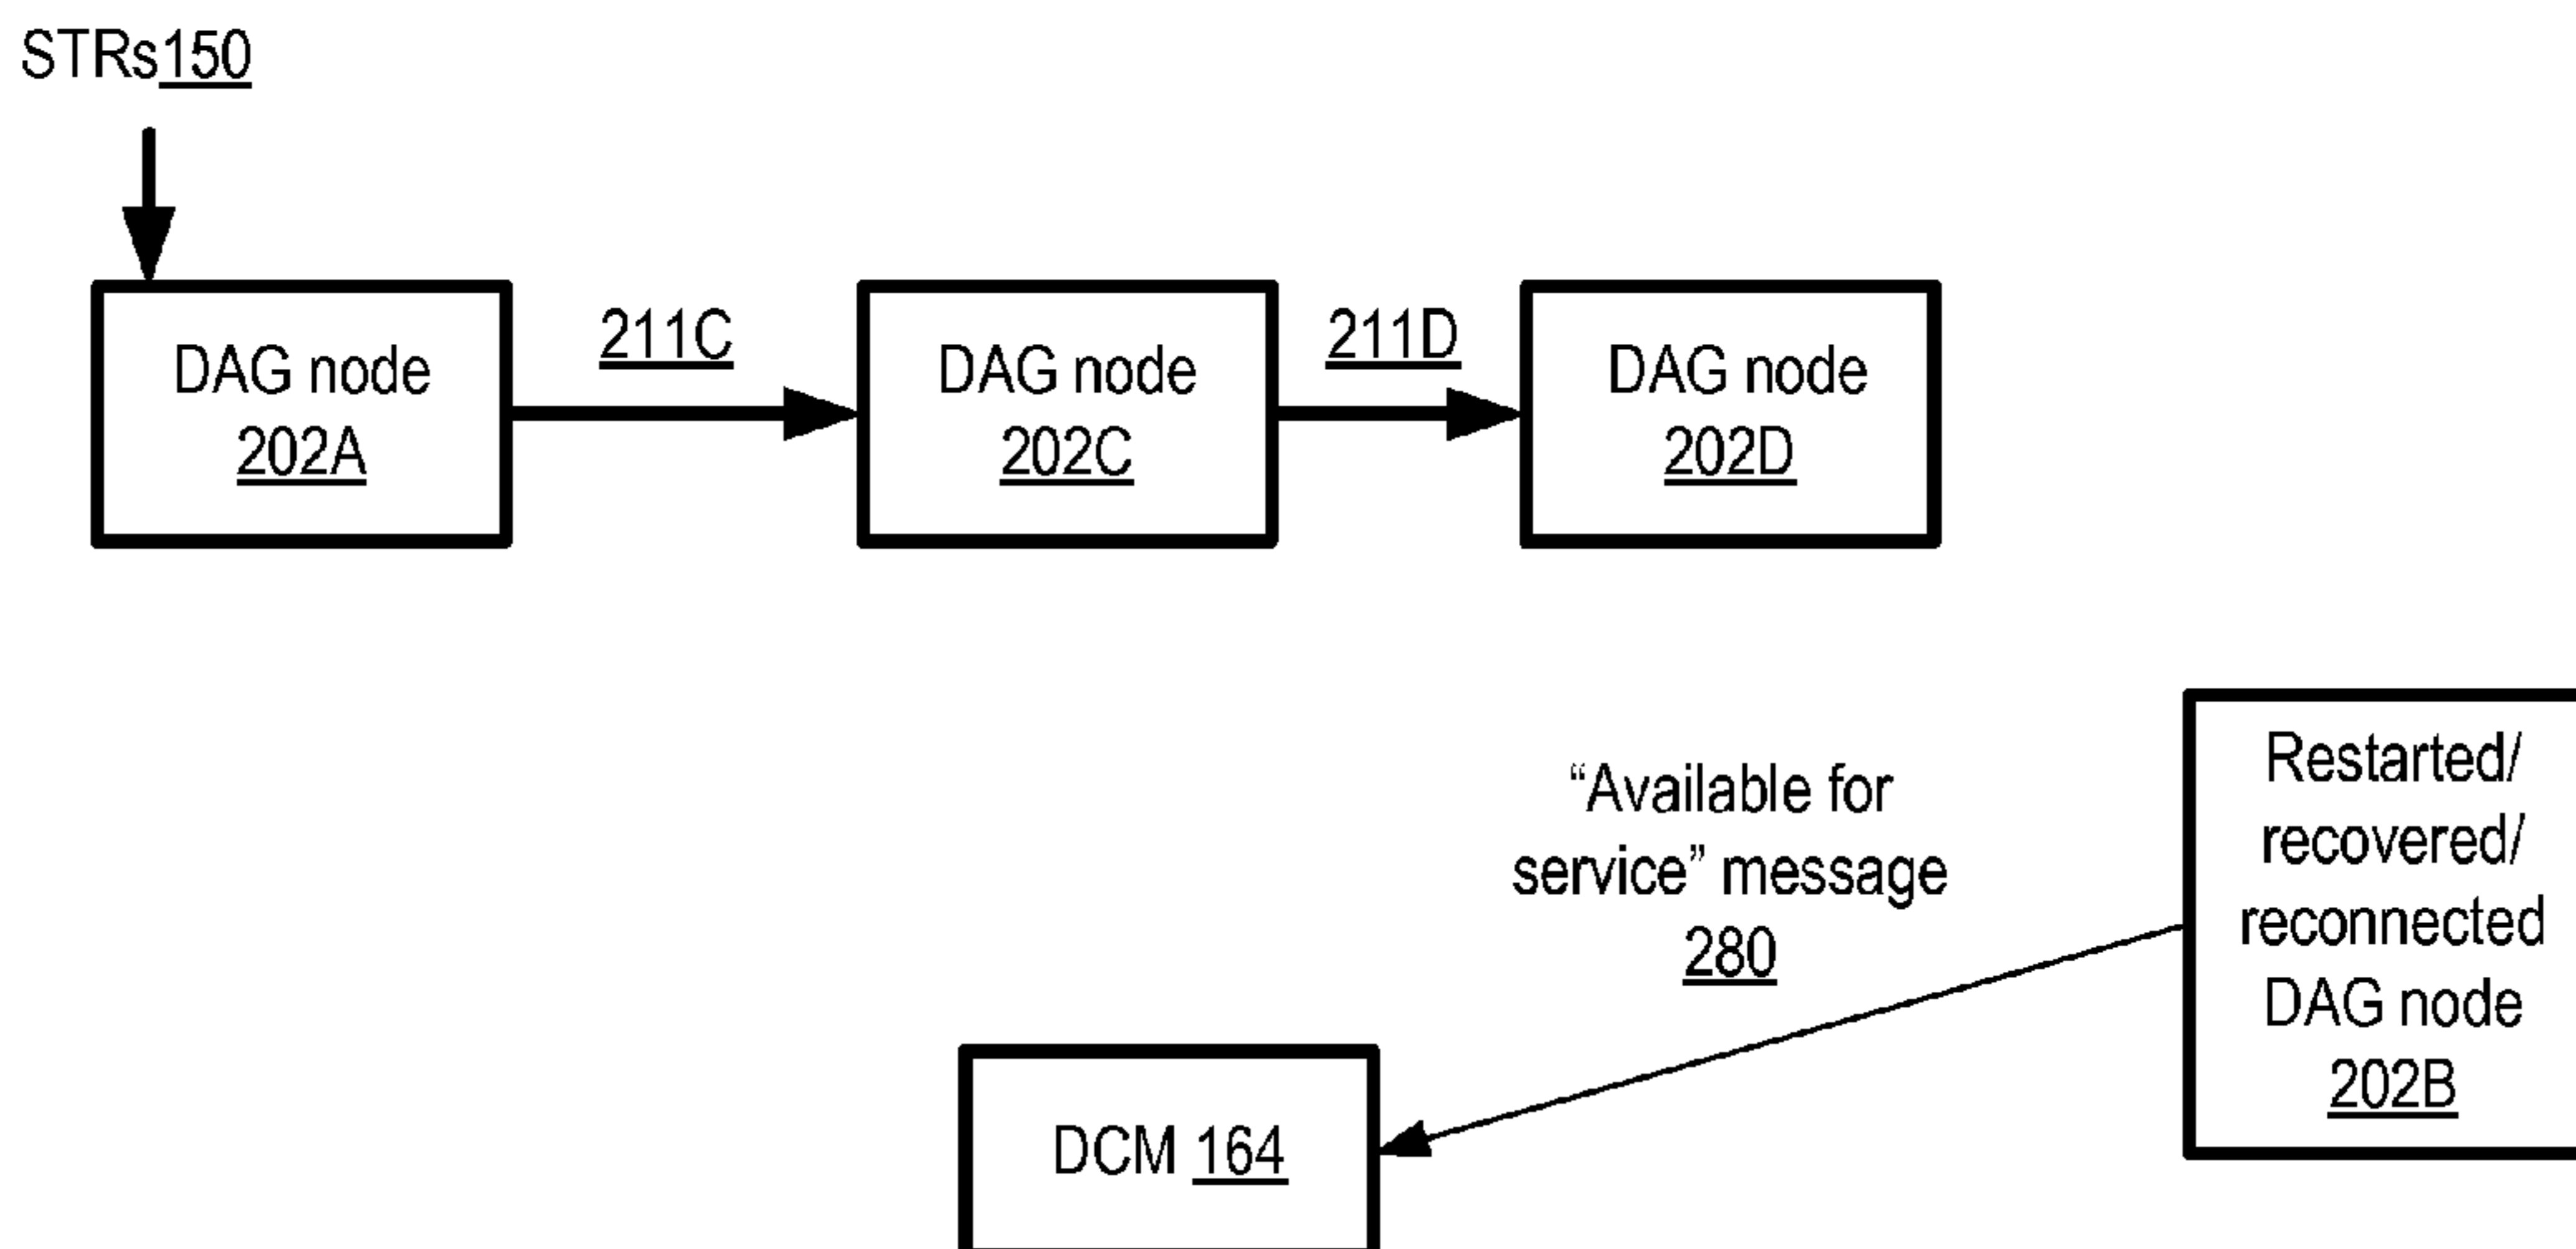 STRs150
DAG node
202A
211C
DAG node
202C
211D
DAG node
202D
“Available for
service” message
280
Restarted/
recovered/
reconnected
DAG node
202B
DCM 164